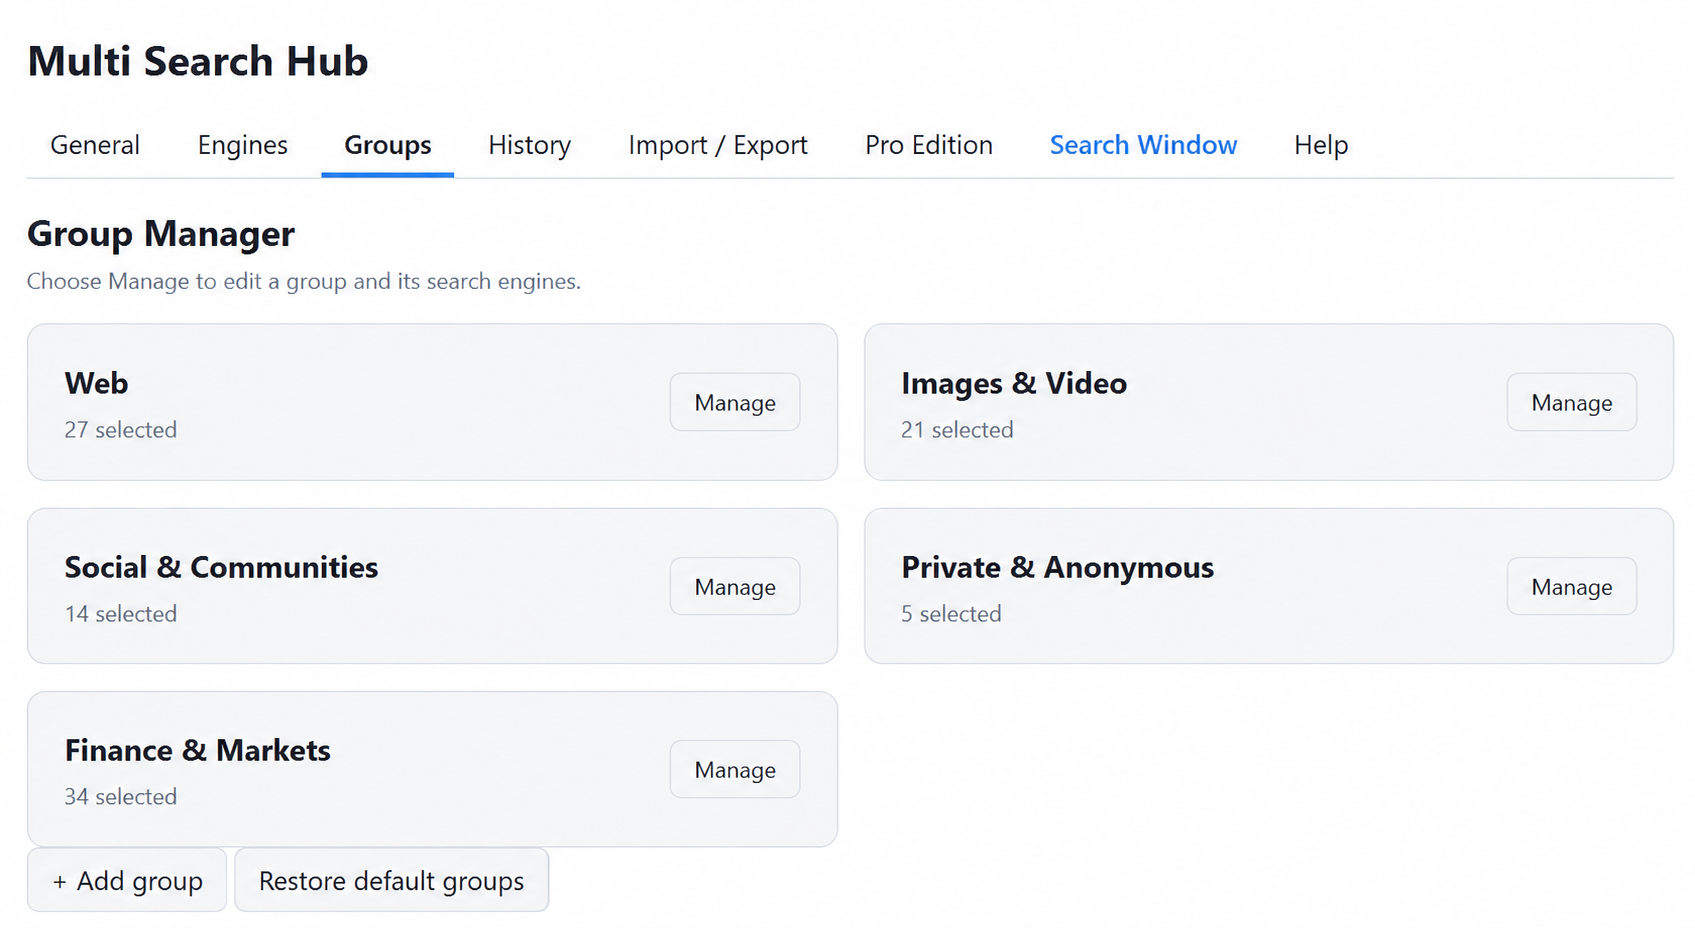 Multi Search Hub
General Engines Groups History Import / Export Pro Edition Search Window Help
Group Manager
Choose Manage to edit a group and its search engines.
Web
27 selected
Manage
Images & Video
21 selected
Manage
Social & Communities
14 selected
Manage
Private & Anonymous
5 selected
Manage
Finance & Markets
34 selected
Manage
+ Add group
Restore default groups